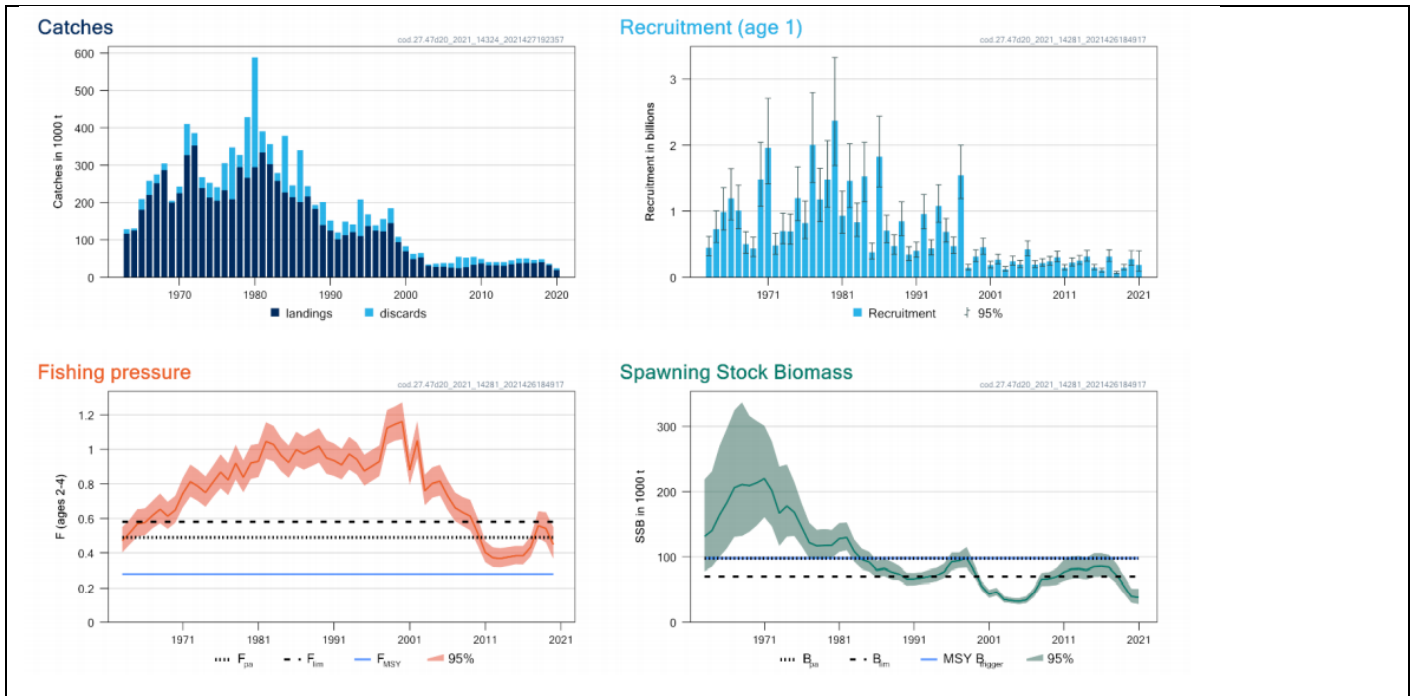 Catches
cod.27.47d20_2021_14324_2021427192357
Catches in 1000 t
600
500
400
300
200
100
0
1970
1980
1990
2000
2010
2020
landings
discards
Recruitment (age 1)
cod.27.47d20_2021_14281_2021426184917
Recruitment in billions
3
2
1
0
1971
1981
1991
2001
2011
2021
Recruitment
95%
Fishing pressure
cod.27.47d20_2021_14281_2021426184917
F (ages 2-4)
1.2
1
0.8
0.6
0.4
0.2
0
1971
1981
1991
2001
2011
2021
Fpa
Flim
FMSY
95%
Spawning Stock Biomass
cod.27.47d20_2021_14281_2021426184917
SSB in 1000 t
300
200
100
0
1971
1981
1991
2001
2011
2021
Bpa
Blim
MSY Btrigger
95%